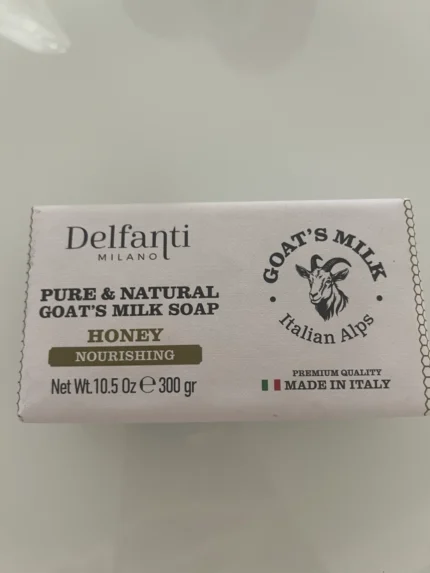 Delfanti
MILANO
PURE & NATURAL
GOAT'S MILK SOAP
HONEY
NOURISHING
Net Wt.10.5 Oz ℮ 300 gr
GOAT'S MILK
Italian Alps
PREMIUM QUALITY
MADE IN ITALY